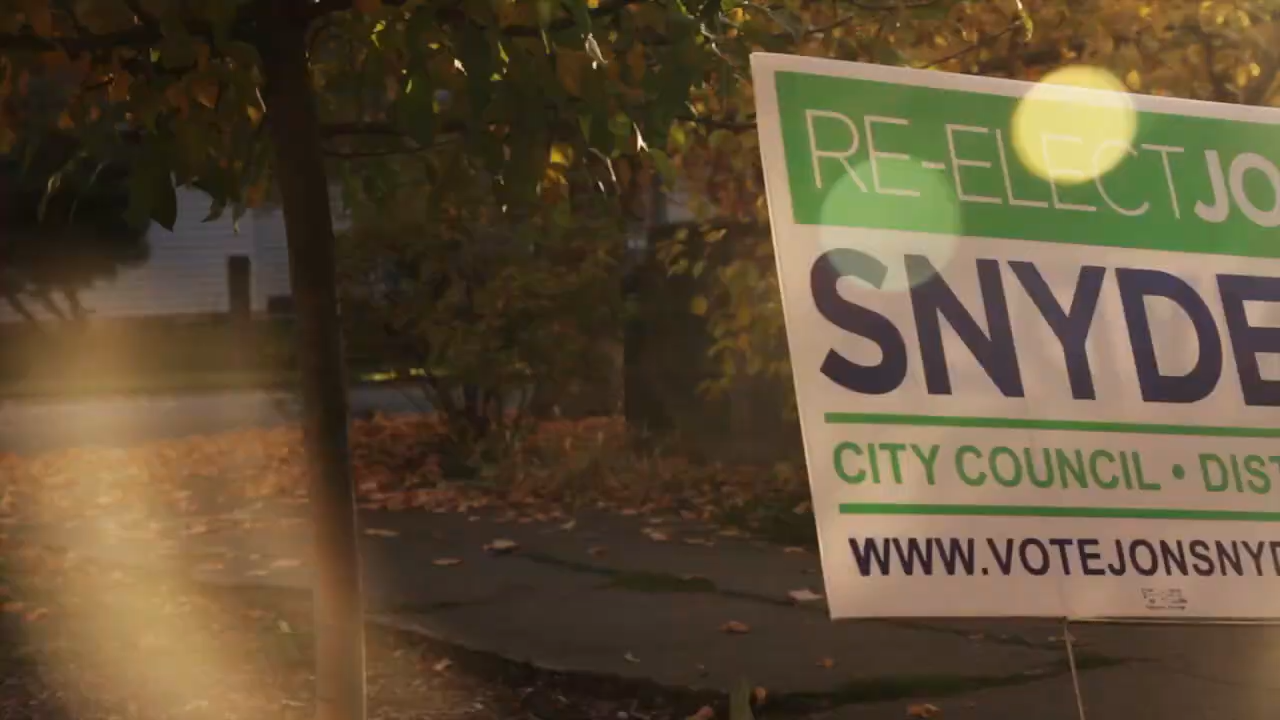 RE-ELECT JO
SNYDE
CITY COUNCIL • DIST
WWW.VOTEJONSNYD